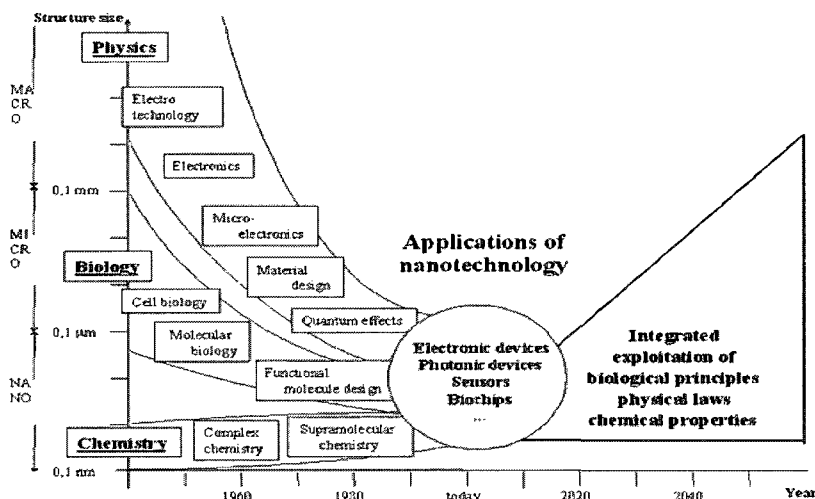 Structure size
Physics
MA
CR
O
Electro
technology
Electronics
0,1 mm
MI
CR
O
Micro-
electronics
Applications of
nanotechnology
Biology
Material
design
Cell biology
Quantum effects
0,1 µm
Molecular
biology
Electronic devices
Photonic devices
Sensors
Biochips
...
Integrated
exploitation of
biological principles
physical laws
chemical properties
NA
NO
Functional
molecule design
Chemistry
Complex
chemistry
Supramolecular
chemistry
0,1 nm
1960
today
2040
Year